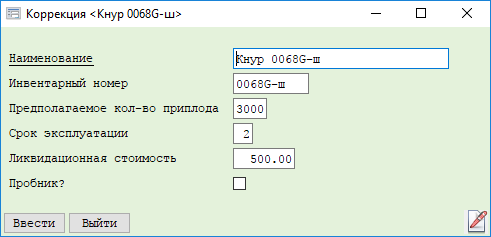 Коррекция <Кнур 0068G-ш>
Наименование Кнур 0068G-ш
Инвентарный номер 0068G-ш
Предполагаемое кол-во приплода 3000
Срок эксплуатации 2
Ликвидационная стоимость 500.00
Пробник?
Ввести Выйти